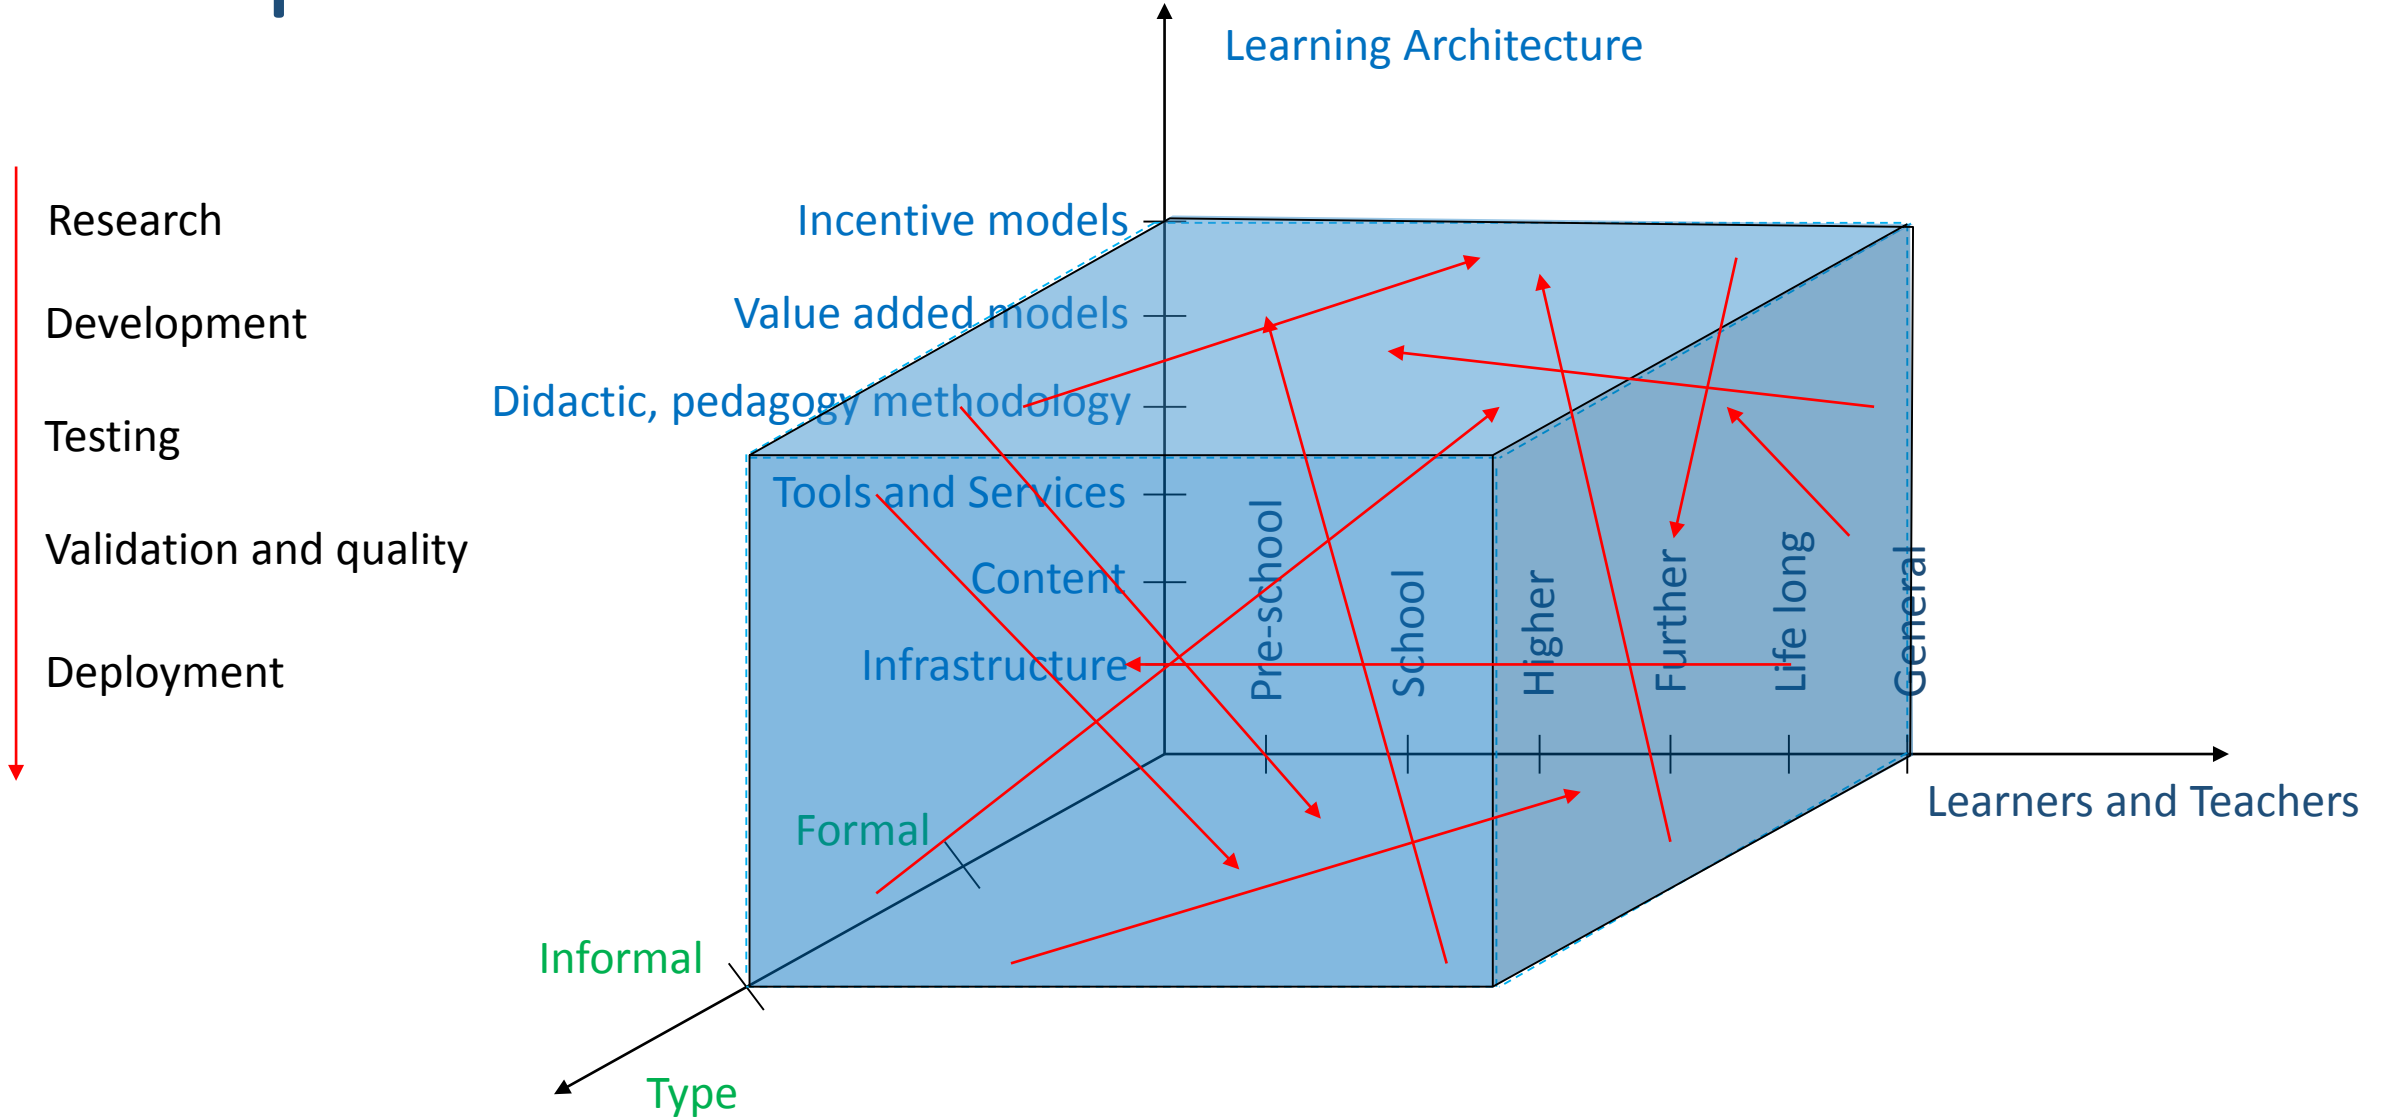 Learning Architecture
Research
Development
Testing
Validation and quality
Deployment
Incentive models
Value added models
Didactic, pedagogy methodology
Tools and Services
Content
Infrastructure
Pre-school
School
Higher
Further
Life long
General
Learners and Teachers
Formal
Informal
Type